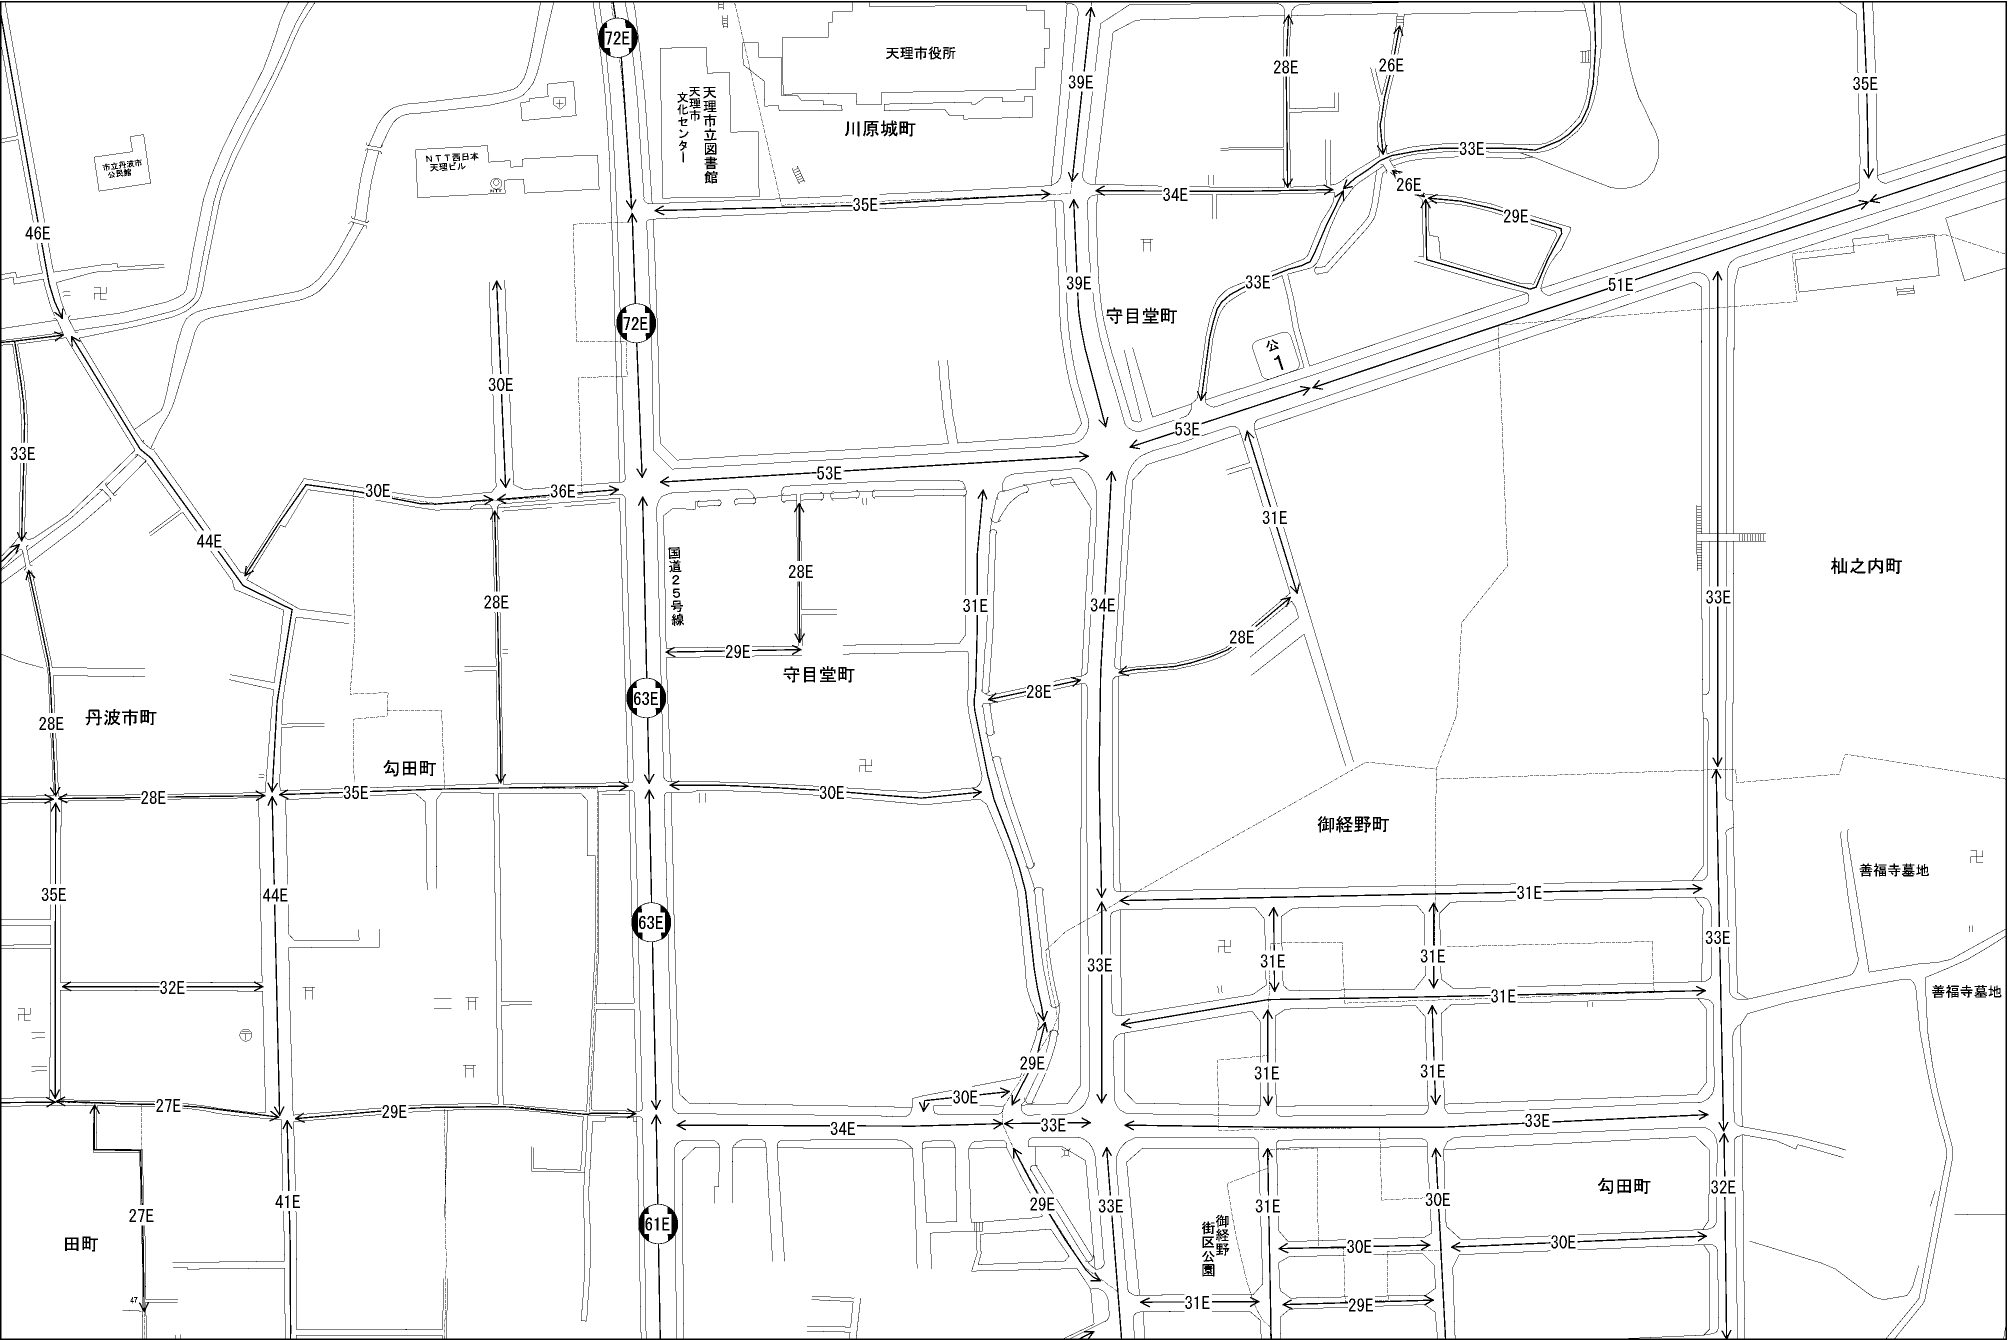 72E
天理市役所
39E
28E
26E
35E
天理市立図書館
天理市
文化センター
川原城町
市立丹波市
公民館
NTT西日本
天理ビル
NTT
33E
26E
34E
35E
29E
46E
39E
33E
51E
守目堂町
72E
公
1
30E
53E
33E
53E
30E
36E
31E
44E
国道25号線
28E
杣之内町
28E
31E
34E
33E
28E
29E
28E
守目堂町
28E
63E
丹波市町
28E
勾田町
28E
35E
30E
御経野町
善福寺墓地
35E
44E
31E
63E
33E
31E
31E
33E
32E
31E
善福寺墓地
29E
31E
31E
30E
27E
29E
34E
33E
33E
勾田町
32E
41E
29E
33E
31E
30E
27E
61E
御経野
街区公園
田町
30E
30E
47
31E
29E